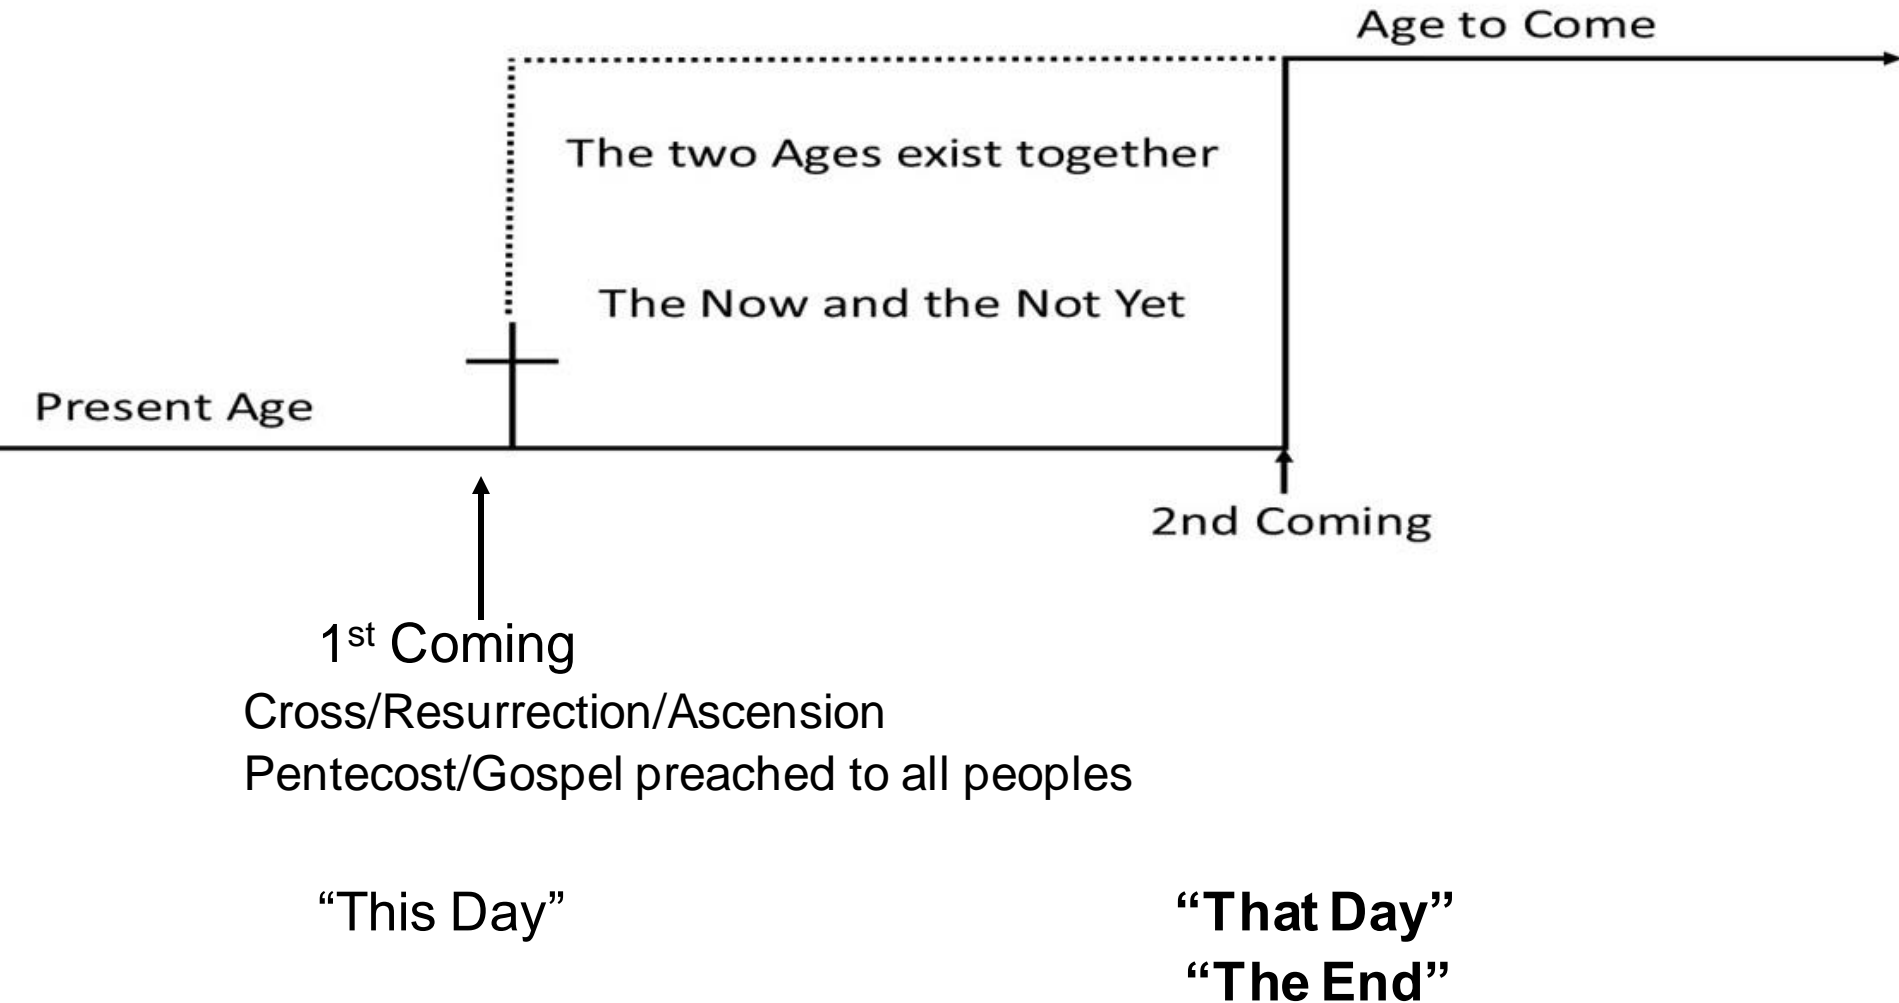 Age to Come
The two Ages exist together
The Now and the Not Yet
Present Age
2nd Coming
1st Coming
Cross/Resurrection/Ascension
Pentecost/Gospel preached to all peoples
“This Day”
“That Day”
“The End”